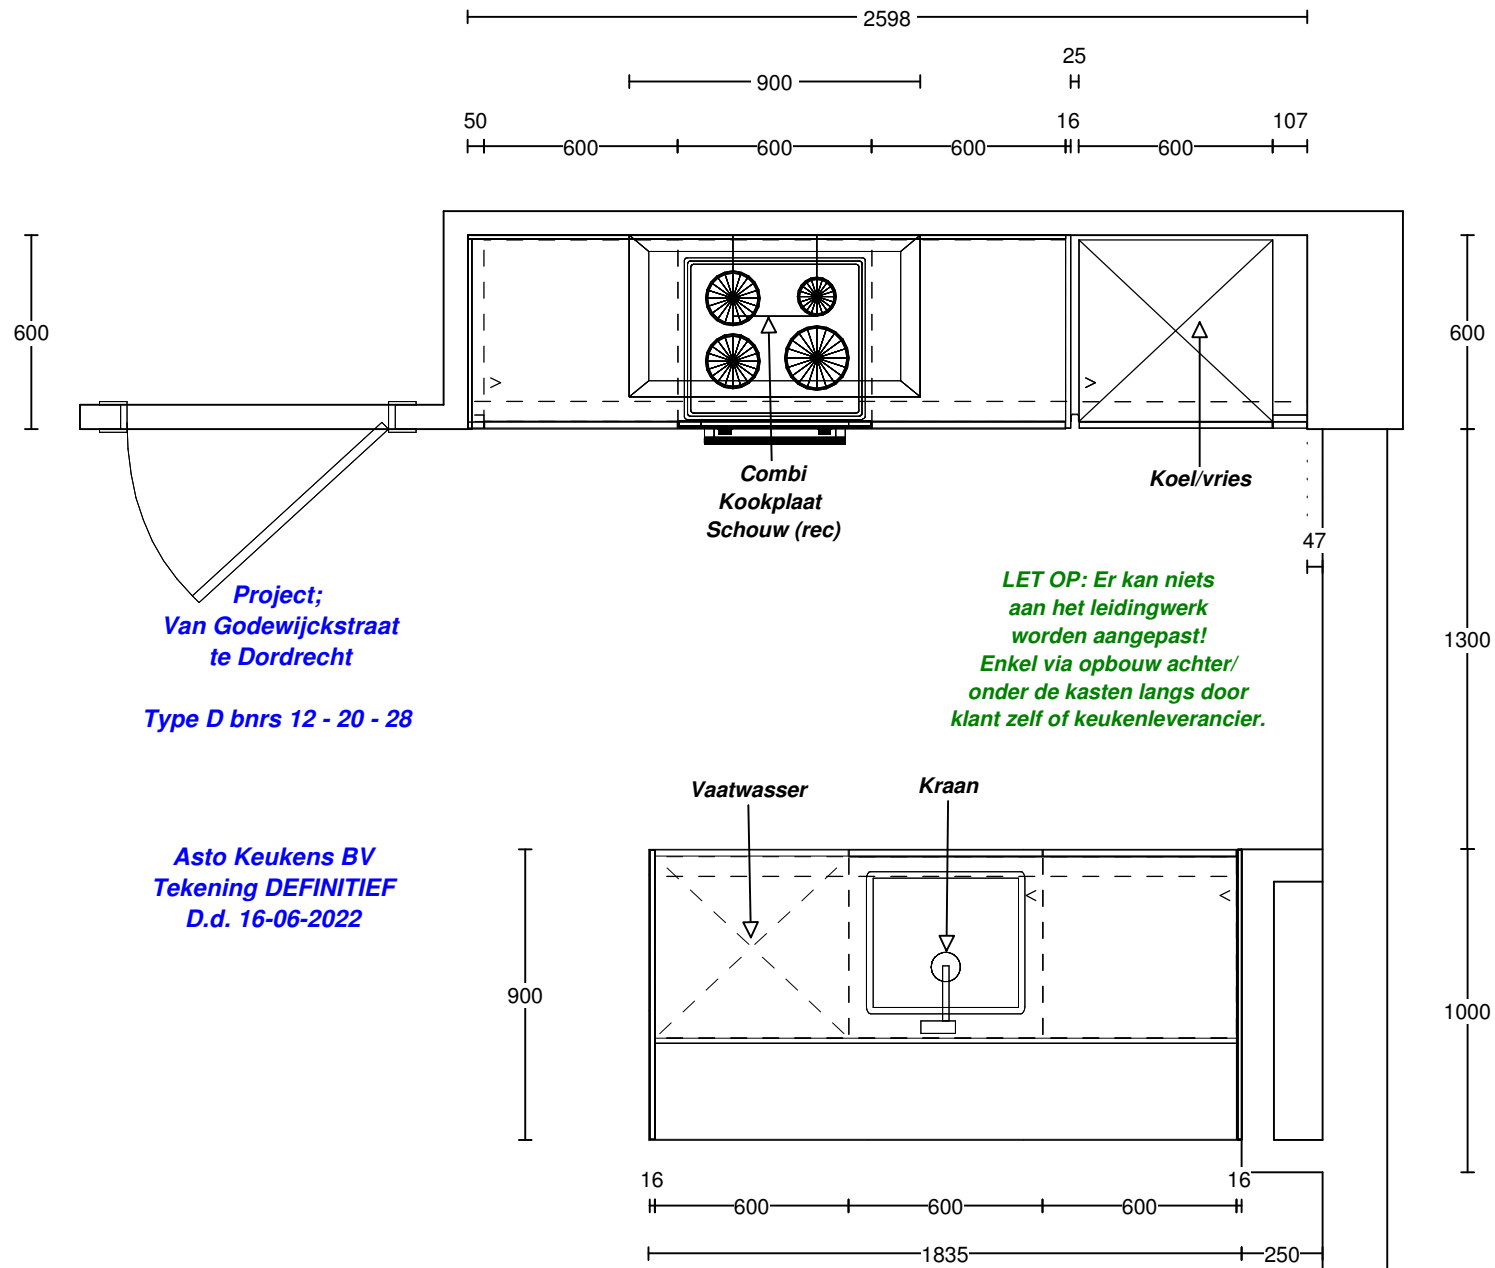 2598
25
900
50
16
107
600
600
600
600
600
600
Combi
Kookplaat
Schouw (rec)
Koel/vries
47
Project;
Van Godewijckstraat
te Dordrecht
Type D bnrs 12 - 20 - 28
LET OP: Er kan niets
aan het leidingwerk
worden aangepast!
Enkel via opbouw achter/
onder de kasten langs door
klant zelf of keukenleverancier.
1300
Vaatwasser
Kraan
Asto Keukens BV
Tekening DEFINITIEF
D.d. 16-06-2022
900
1000
16
16
600
600
600
1835
250